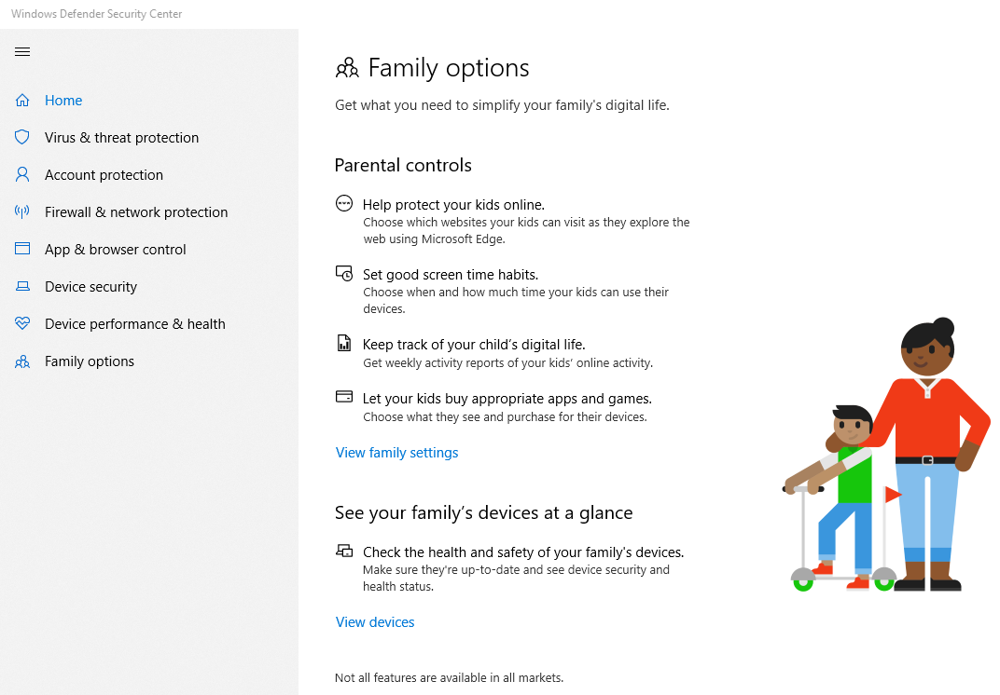 Windows Defender Security Center
Home
Virus & threat protection
Account protection
Firewall & network protection
App & browser control
Device security
Device performance & health
Family options
Family options
Get what you need to simplify your family's digital life.
Parental controls
Help protect your kids online.
Choose which websites your kids can visit as they explore the
web using Microsoft Edge.
Set good screen time habits.
Choose when and how much time your kids can use their
devices.
Keep track of your child’s digital life.
Get weekly activity reports of your kids’ online activity.
Let your kids buy appropriate apps and games.
Choose what they see and purchase for their devices.
View family settings
See your family’s devices at a glance
Check the health and safety of your family's devices.
Make sure they're up-to-date and see device security and
health status.
View devices
Not all features are available in all markets.